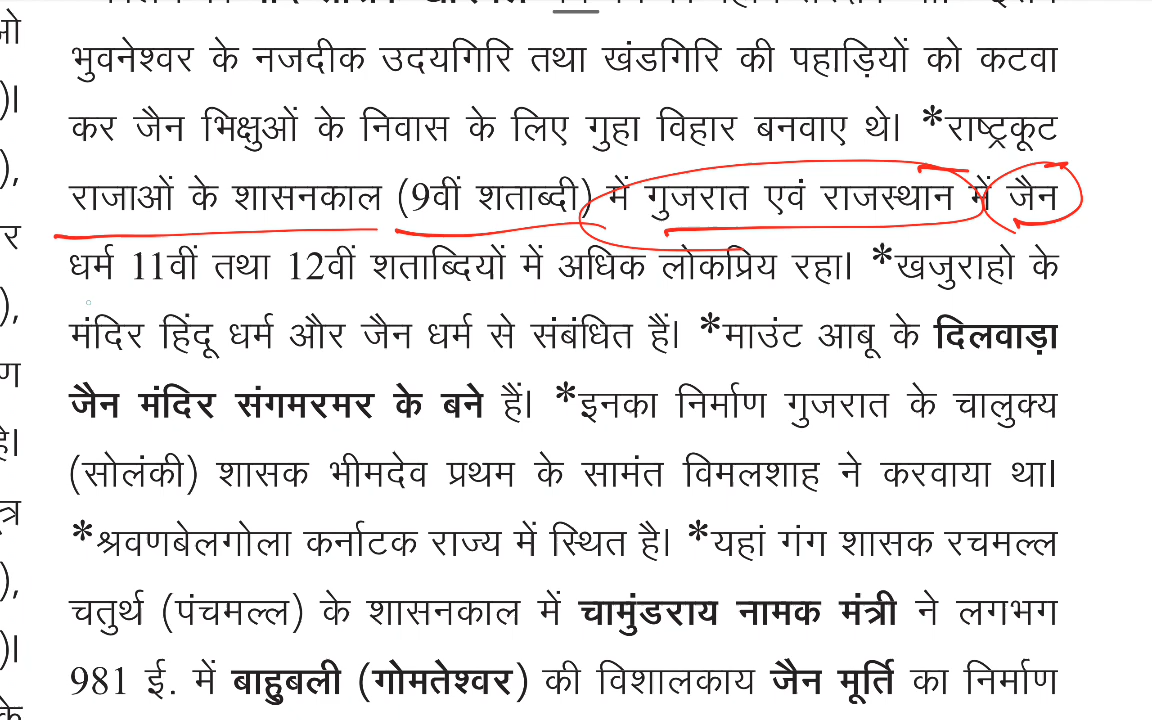 भुवनेश्वर के नजदीक उदयगिरि तथा खंडगिरि की पहाड़ियों को कटवा
कर जैन भिक्षुओं के निवास के लिए गुहा विहार बनवाए थे। *राष्ट्रकूट
राजाओं के शासनकाल (9वीं शताब्दी) में गुजरात एवं राजस्थान में जैन
धर्म 11वीं तथा 12वीं शताब्दियों में अधिक लोकप्रिय रहा। *खजुराहो के
मंदिर हिंदू धर्म और जैन धर्म से संबंधित हैं। *माउंट आबू के दिलवाड़ा
जैन मंदिर संगमरमर के बने हैं। *इनका निर्माण गुजरात के चालुक्य
(सोलंकी) शासक भीमदेव प्रथम के सामंत विमलशाह ने करवाया था।
*श्रवणबेलगोला कर्नाटक राज्य में स्थित है। *यहां गंग शासक रचमल्ल
चतुर्थ (पंचमल्ल) के शासनकाल में चामुंडराय नामक मंत्री ने लगभग
981 ई. में बाहुबली (गोमतेश्वर) की विशालकाय जैन मूर्ति का निर्माण